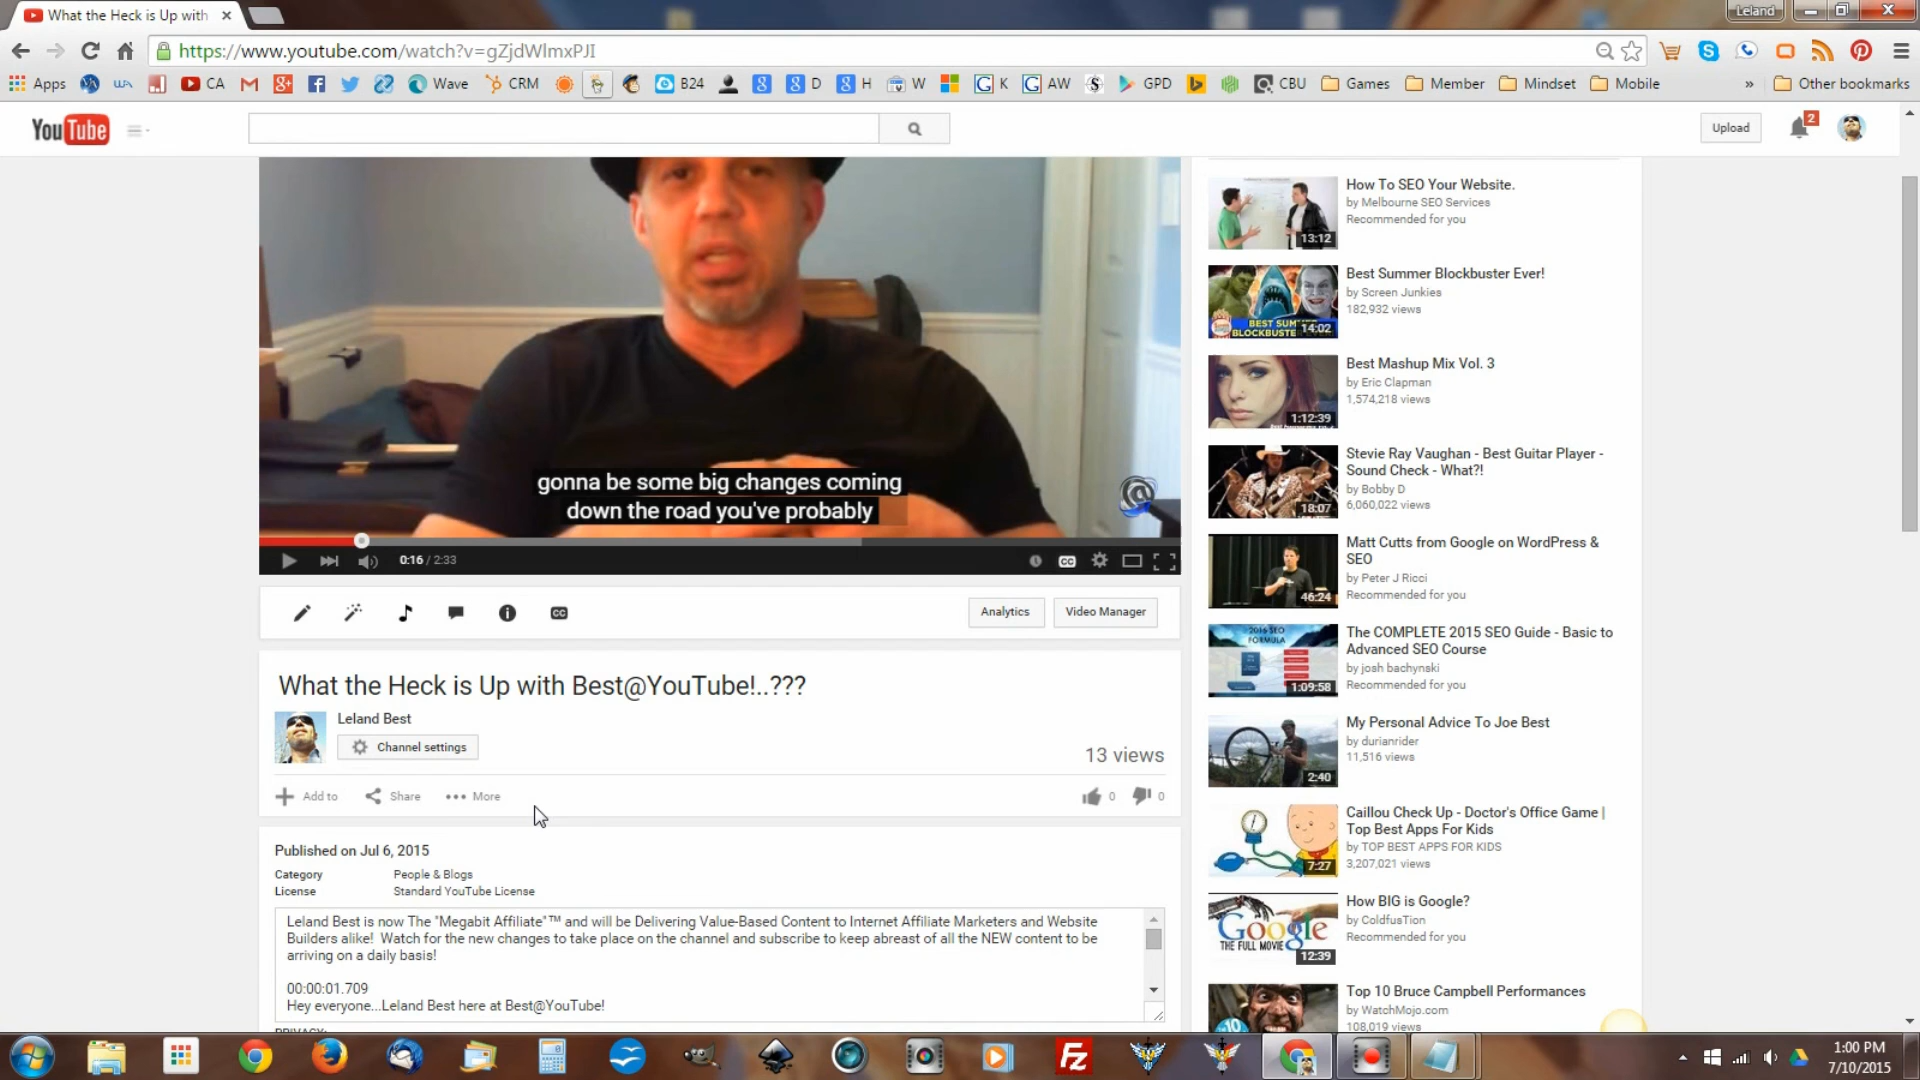 What the Heck is Up with
Leland
https://www.youtube.com/watch?v=gZjdWlmxPJI
Apps
CA
Wave
CRM
B24
D
H
W
K
AW
GPD
CBU
Games
Member
Mindset
Mobile
»
Other bookmarks
YouTube
Upload
2
gonna be some big changes coming
down the road you've probably
0:16 / 2:33
CC
CC
Analytics
Video Manager
What the Heck is Up with Best@YouTube!..???
Leland Best
Channel settings
13 views
Add to
Share
More
0
0
Published on Jul 6, 2015
Category People & Blogs
License Standard YouTube License
Leland Best is now The "Megabit Affiliate"™ and will be Delivering Value-Based Content to Internet Affiliate Marketers and Website
Builders alike! Watch for the new changes to take place on the channel and subscribe to keep abreast of all the NEW content to be
arriving on a daily basis!
00:00:01.709
Hey everyone...Leland Best here at Best@YouTube!
PRIVACY:
How To SEO Your Website.
by Melbourne SEO Services
Recommended for you
13:12
Best Summer Blockbuster Ever!
by Screen Junkies
182,932 views
14:02
Best Mashup Mix Vol. 3
by Eric Clapman
1,574,218 views
1:12:39
Stevie Ray Vaughan - Best Guitar Player -
Sound Check - What?!
by Bobby D
6,060,022 views
18:07
Matt Cutts from Google on WordPress &
SEO
by Peter J Ricci
Recommended for you
46:24
The COMPLETE 2015 SEO Guide - Basic to
Advanced SEO Course
by josh bachynski
Recommended for you
1:09:58
My Personal Advice To Joe Best
by durianrider
11,516 views
2:40
Caillou Check Up - Doctor's Office Game |
Top Best Apps For Kids
by TOP BEST APPS FOR KIDS
3,207,021 views
7:27
How BIG is Google?
by ColdfusTion
Recommended for you
Google
THE FULL MOVIE
12:39
Top 10 Bruce Campbell Performances
by WatchMojo.com
108,019 views
1:00 PM
7/10/2015